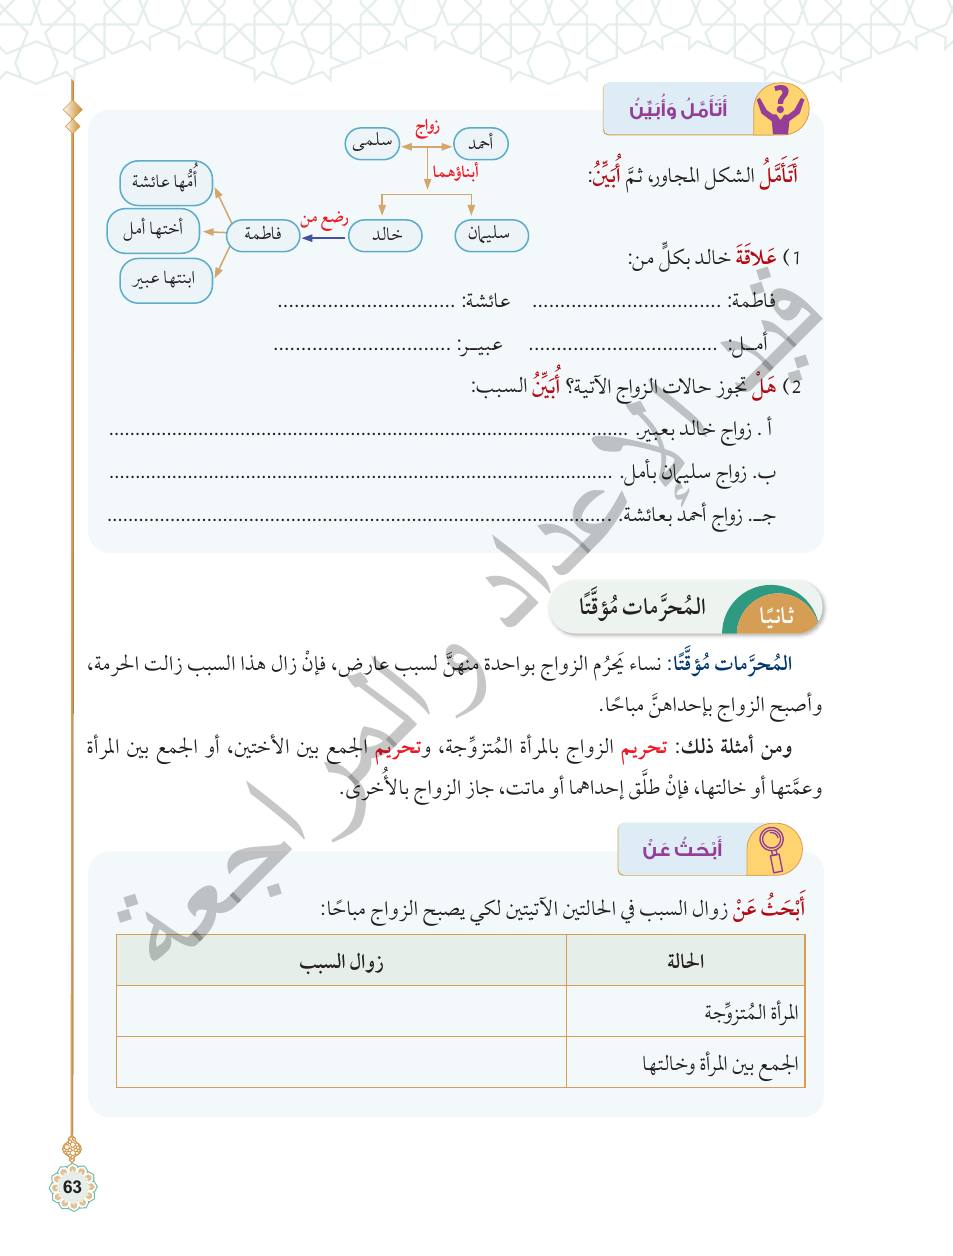 أَتَأَمَّلُ وَأُبَيِّنُ
أَتَأَمَّلُ الشكل المجاور، ثمَّ أُبَيِّنُ:
أحمد
زواج
سلمى
أبناؤهما
سليمان
خالد
رضع من
فاطمة
أُمُّها عائشة
أختها أمل
ابنتها عبير
1) عَلاقَةَ خالد بكلٍّ من:
فاطمة: .................................. عائشة: ................................
أمــل: .................................. عبيــر: ................................
2) هَلْ تجوز حالات الزواج الآتية؟ أُبَيِّنُ السبب:
أ . زواج خالد بعبير. ................................................................................................
ب. زواج سليمان بأمل. ................................................................................................
جـ. زواج أحمد بعائشة. ................................................................................................
ثانيًا
المُحرَّمات مُؤقَّتًا
المُحرَّمات مُؤقَّتًا: نساء يَحرُم الزواج بواحدة منهنَّ لسبب عارض، فإنْ زال هذا السبب زالت الحرمة،
وأصبح الزواج بإحداهنَّ مباحًا.
ومن أمثلة ذلك: تحريم الزواج بالمرأة المُتزوِّجة، وتحريم الجمع بين الأختين، أو الجمع بين المرأة
وعمَّتها أو خالتها، فإنْ طلَّق إحداهما أو ماتت، جاز الزواج بالأُخرى.
أَبْحَثُ عَنْ
أَبْحَثُ عَنْ زوال السبب في الحالتين الآتيتين لكي يصبح الزواج مباحًا:
الحالة
زوال السبب
المرأة المُتزوِّجة
الجمع بين المرأة وخالتها
63
قيد الإعداد والمراجعة